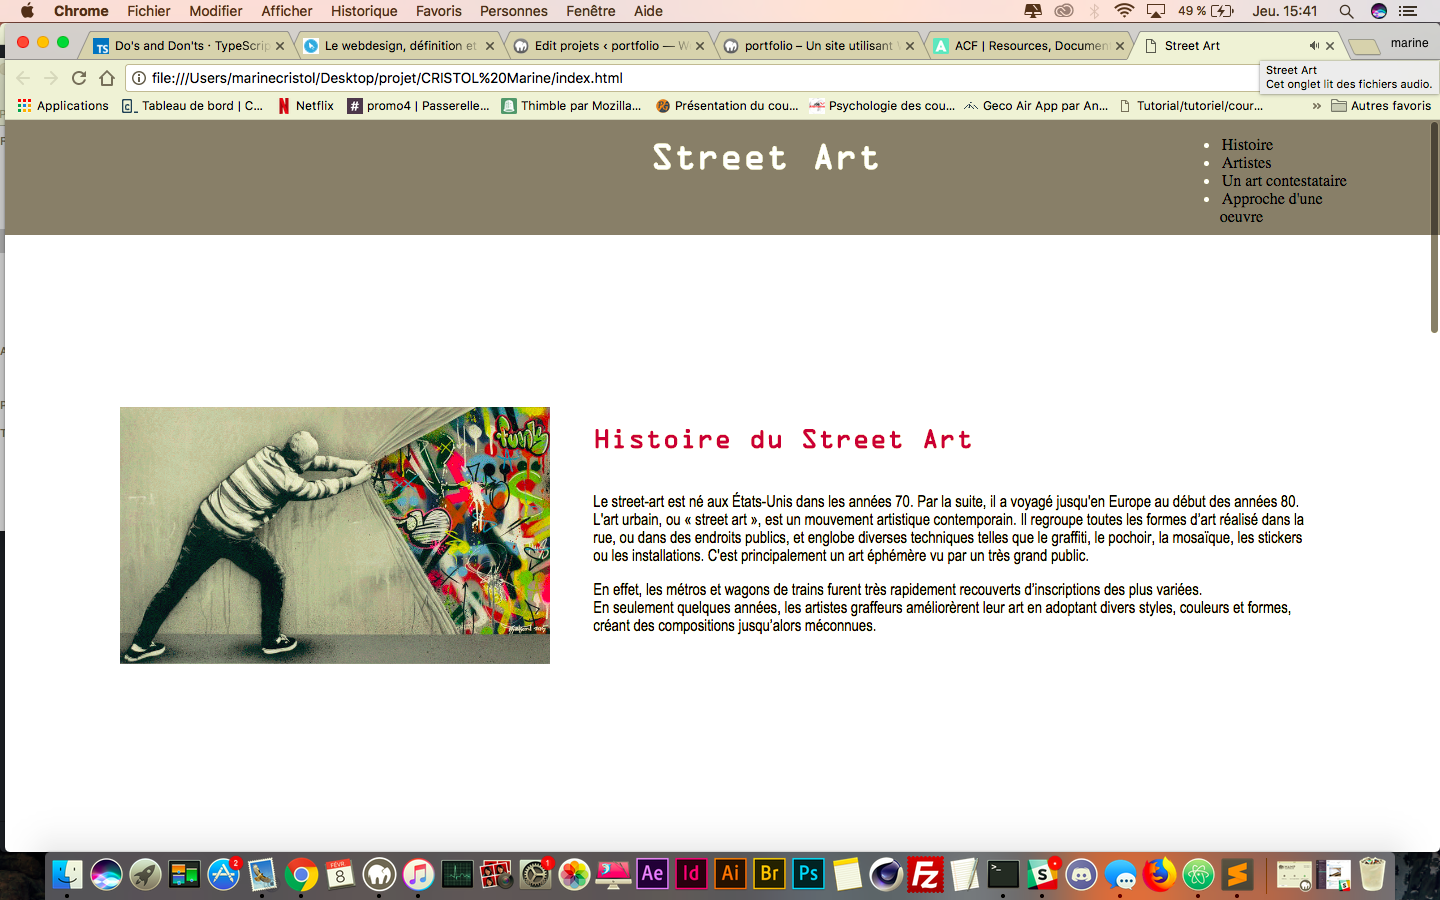 Chrome Fichier Modifier Afficher Historique Favoris Personnes Fenêtre Aide 49 % Jeu. 15:41
TS Do's and Don'ts · TypeScrip
Le webdesign, définition et
Edit projets ‹ portfolio — W
portfolio – Un site utilisant
ACF | Resources, Document
Street Art
marine
file:///Users/marinecristol/Desktop/projet/CRISTOL%20Marine/index.html
Street Art
Cet onglet lit des fichiers audio.
Applications Tableau de bord | C... Netflix promo4 | Passerelle... Thimble par Mozilla... Présentation du cou... Psychologie des cou... Geco Air App par An... Tutorial/tutoriel/cour... » Autres favoris
Street Art
Histoire
Artistes
Un art contestataire
Approche d'une
oeuvre
funk
Histoire du Street Art
Le street-art est né aux États-Unis dans les années 70. Par la suite, il a voyagé jusqu'en Europe au début des années 80.
L'art urbain, ou « street art », est un mouvement artistique contemporain. Il regroupe toutes les formes d'art réalisé dans la
rue, ou dans des endroits publics, et englobe diverses techniques telles que le graffiti, le pochoir, la mosaïque, les stickers
ou les installations. C'est principalement un art éphémère vu par un très grand public.
En effet, les métros et wagons de trains furent très rapidement recouverts d'inscriptions des plus variées.
En seulement quelques années, les artistes graffeurs améliorèrent leur art en adoptant divers styles, couleurs et formes,
créant des compositions jusqu'alors méconnues.
2 FÉVR. 8 1 Ae Id Ai Br Ps Fz S S